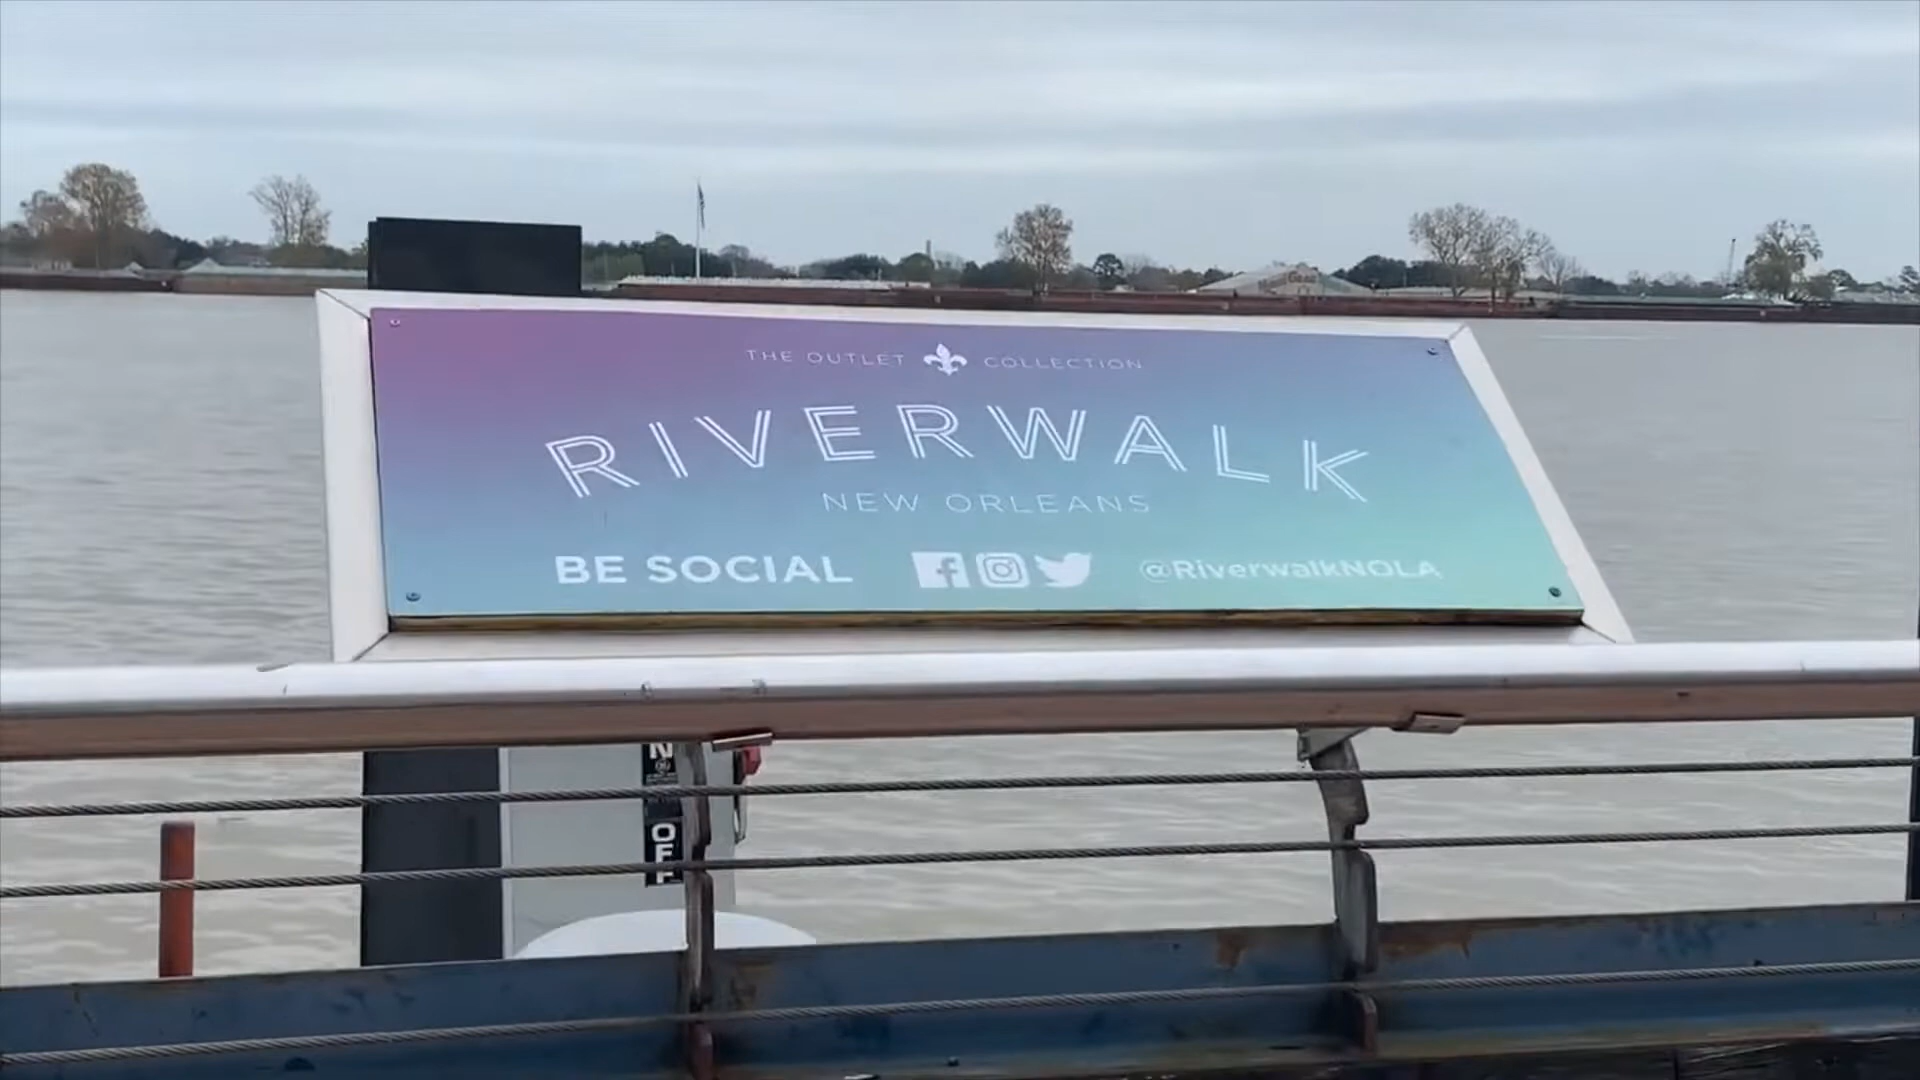 THE OUTLET COLLECTION
RIVERWALK
NEW ORLEANS
BE SOCIAL @RiverwalkNOLA
OFF